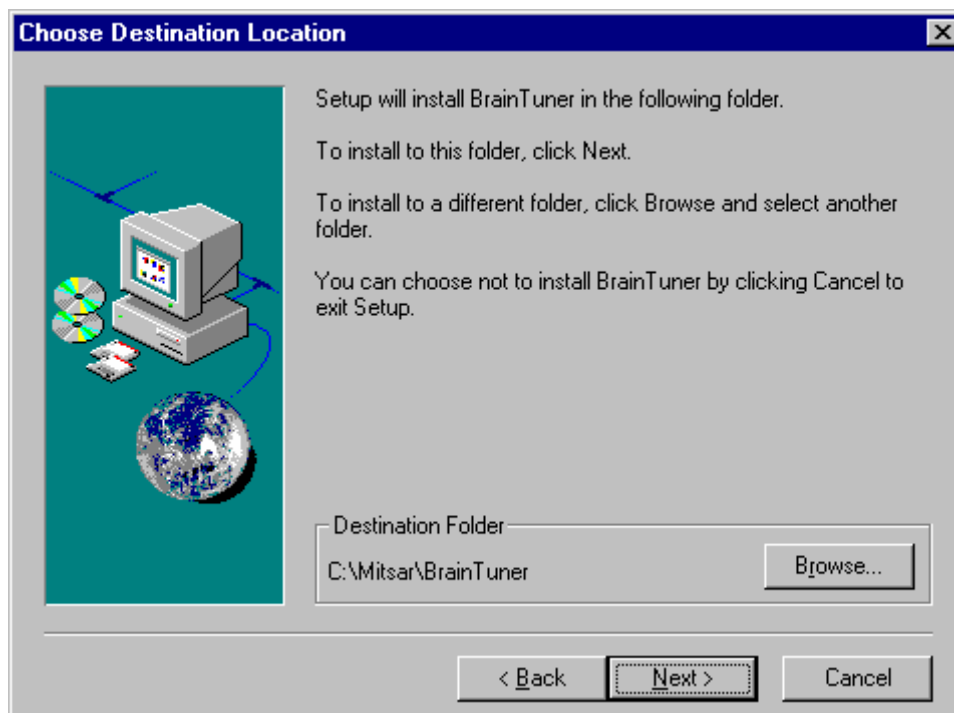 Choose Destination Location
Setup will install BrainTuner in the following folder.
To install to this folder, click Next.
To install to a different folder, click Browse and select another
folder.
You can choose not to install BrainTuner by clicking Cancel to
exit Setup.
Destination Folder
C:\Mitsar\BrainTuner
Browse...
< Back
Next >
Cancel